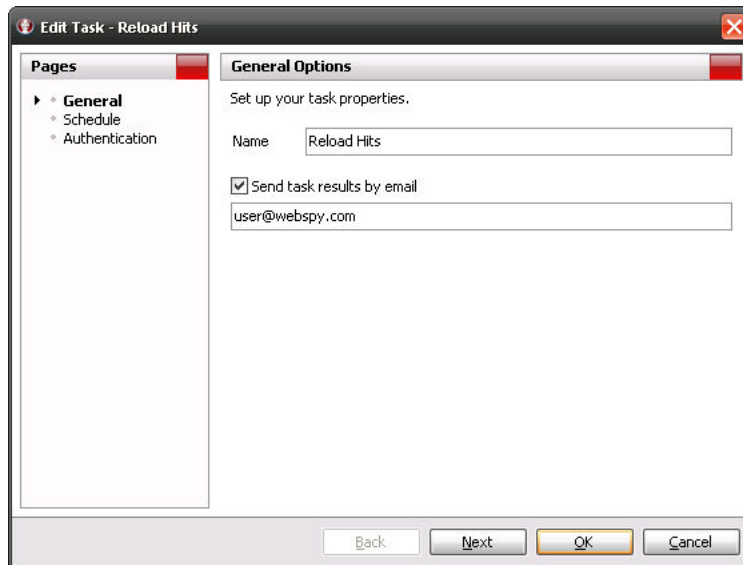 Edit Task - Reload Hits
Pages
General
Schedule
Authentication
General Options
Set up your task properties.
Name Reload Hits
Send task results by email
user@webspy.com
Back Next OK Cancel